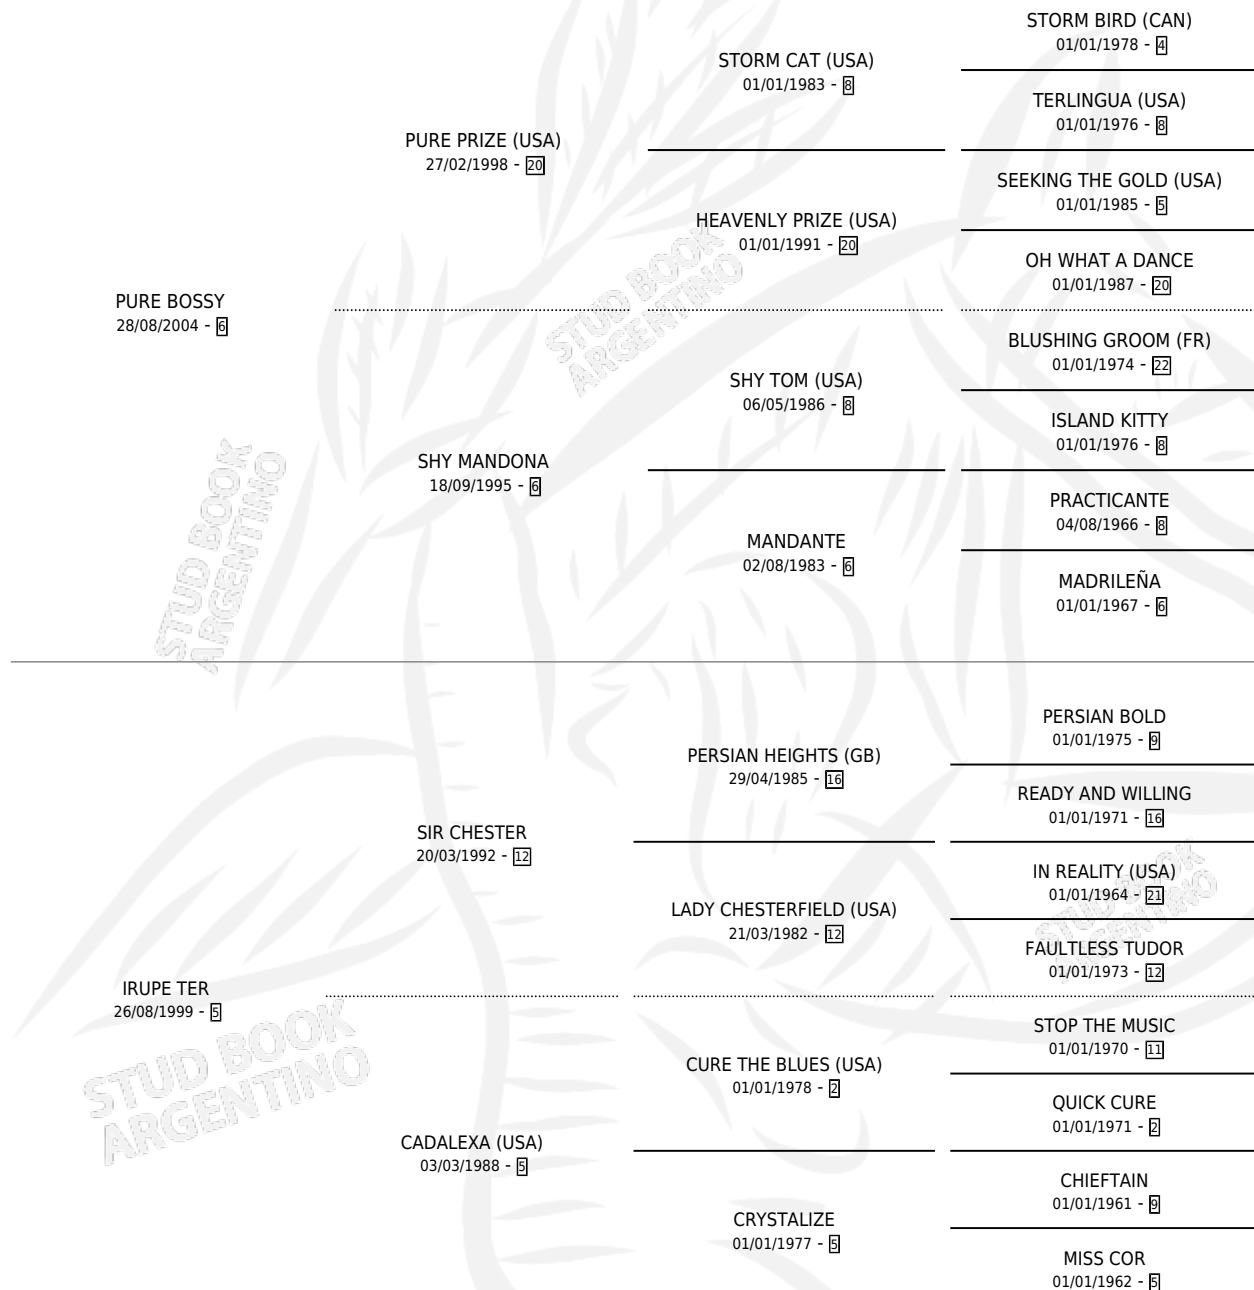 STORM BIRD (CAN)
01/01/1978 - 4
STORM CAT (USA)
01/01/1983 - 8
TERLINGUA (USA)
01/01/1976 - 8
PURE PRIZE (USA)
27/02/1998 - 20
SEEKING THE GOLD (USA)
01/01/1985 - 5
HEAVENLY PRIZE (USA)
01/01/1991 - 20
OH WHAT A DANCE
01/01/1987 - 20
PURE BOSSY
28/08/2004 - 6
STUD BOOK
ARGENTINO
BLUSHING GROOM (FR)
01/01/1974 - 22
SHY TOM (USA)
06/05/1986 - 8
ISLAND KITTY
01/01/1976 - 8
SHY MANDONA
18/09/1995 - 6
PRACTICANTE
04/08/1966 - 8
MANDANTE
02/08/1983 - 6
MADRILEÑA
01/01/1967 - 6
STUD BOOK
ARGENTINO
PERSIAN BOLD
01/01/1975 - 9
PERSIAN HEIGHTS (GB)
29/04/1985 - 16
READY AND WILLING
01/01/1971 - 16
SIR CHESTER
20/03/1992 - 12
IN REALITY (USA)
01/01/1964 - 21
LADY CHESTERFIELD (USA)
21/03/1982 - 12
STUD BOOK
ARGENTINO
FAULTLESS TUDOR
01/01/1973 - 12
IRUPE TER
26/08/1999 - 5
STUD BOOK
ARGENTINO
STOP THE MUSIC
01/01/1970 - 11
CURE THE BLUES (USA)
01/01/1978 - 2
QUICK CURE
01/01/1971 - 2
CADALEXA (USA)
03/03/1988 - 5
CHIEFTAIN
01/01/1961 - 9
CRYSTALIZE
01/01/1977 - 5
MISS COR
01/01/1962 - 5